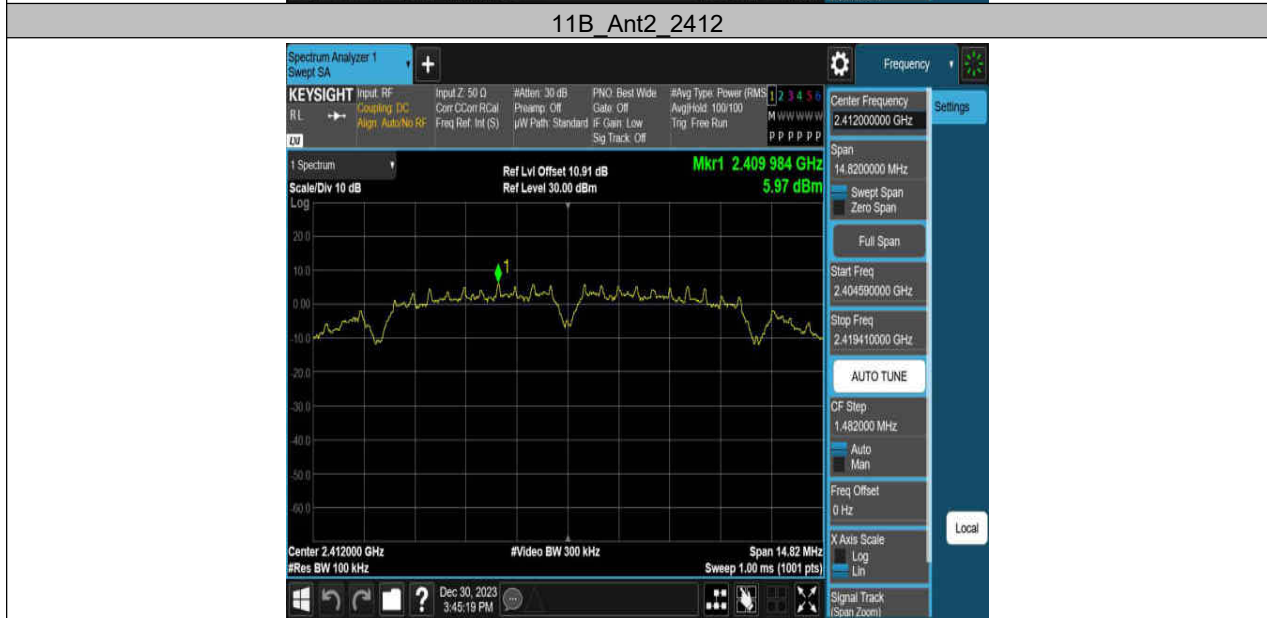 11B_Ant2_2412
Spectrum Analyzer 1
Swept SA
+
Frequency
KEYSIGHT
RL
LXI
Input: RF
Coupling: DC
Align: Auto/No RF
Input Z: 50 Ω
Corr CCorr RCal
Freq Ref: Int (S)
#Atten: 30 dB
Preamp: Off
µW Path: Standard
PNO: Best Wide
Gate: Off
IF Gain: Low
Sig Track: Off
#Avg Type: Power (RMS
Avg|Hold: 100/100
Trig: Free Run
1 2 3 4 5 6
M W W W W W
P P P P P P
1 Spectrum
Scale/Div 10 dB
Log
Ref Lvl Offset 10.91 dB
Ref Level 30.00 dBm
Mkr1 2.409 984 GHz
5.97 dBm
20.0
10.0
0.00
-10.0
-20.0
-30.0
-40.0
-50.0
-60.0
1
Center 2.412000 GHz
#Res BW 100 kHz
#Video BW 300 kHz
Span 14.82 MHz
Sweep 1.00 ms (1001 pts)
Center Frequency
2.412000000 GHz
Settings
Span
14.8200000 MHz
Swept Span
Zero Span
Full Span
Start Freq
2.404590000 GHz
Stop Freq
2.419410000 GHz
AUTO TUNE
CF Step
1.482000 MHz
Auto
Man
Freq Offset
0 Hz
X Axis Scale
Log
Lin
Local
Signal Track
(Span Zoom)
?
Dec 30, 2023
3:45:19 PM